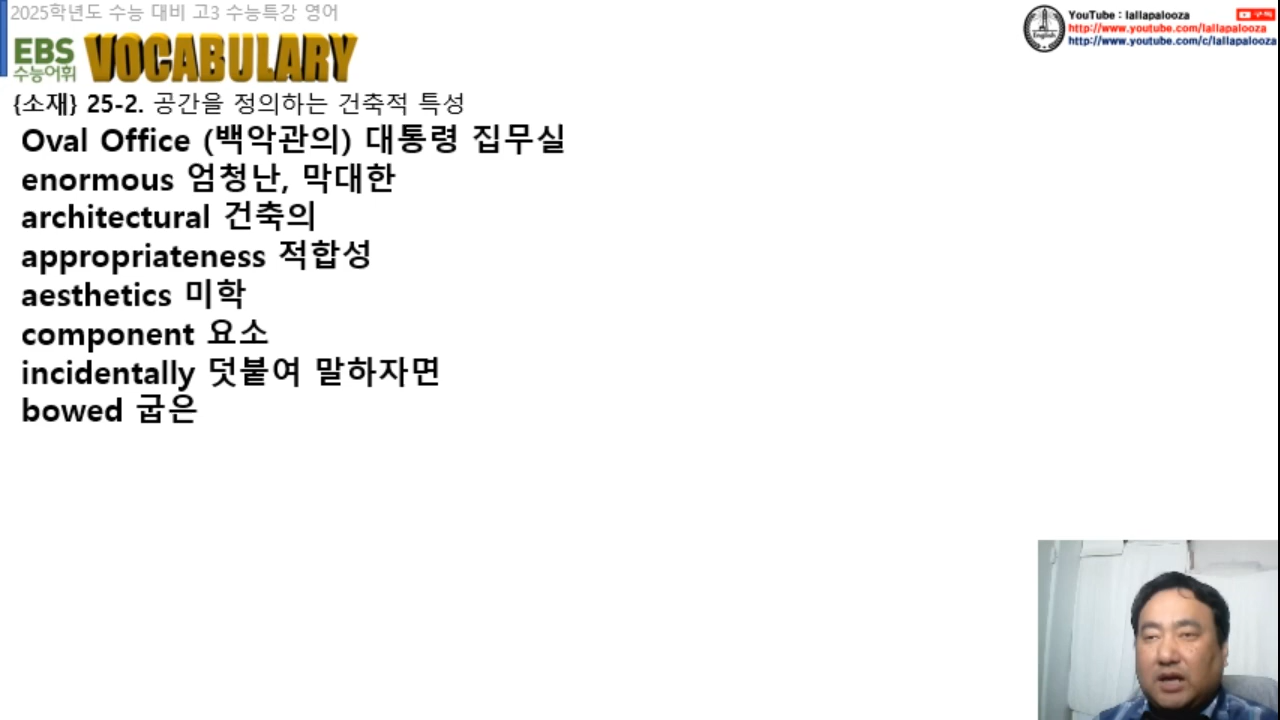 2025학년도 수능 대비 고3 수능특강 영어
EBS
수능어휘
VOCABULARY
YouTube : lallapalooza
구독
http://www.youtube.com/lallapalooza
http://www.youtube.com/c/lallapalooza
English
{소재} 25-2. 공간을 정의하는 건축적 특성
Oval Office (백악관의) 대통령 집무실
enormous 엄청난, 막대한
architectural 건축의
appropriateness 적합성
aesthetics 미학
component 요소
incidentally 덧붙여 말하자면
bowed 굽은